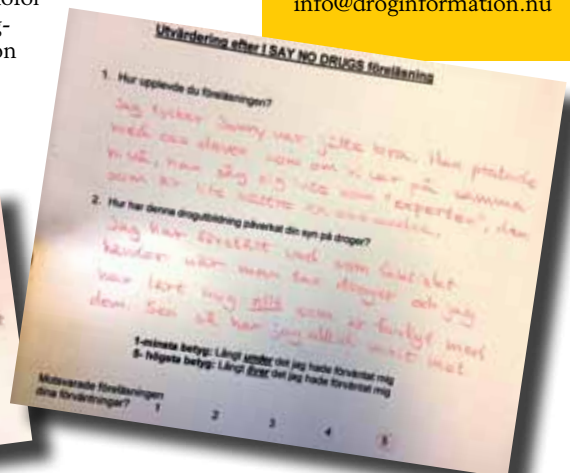 olor
g-
on
info@droginformation.nu
Utvärdering efter I SAY NO DRUGS föreläsning
1. Hur upplevde du föreläsningen?
Jag tycker var jätte bra. Han pratade
med oss elever som om vi var på samma
nivå, han såg sig inte som "experten", den
som är lite bättre än
2. Hur har denna drogutbildning påverkat din syn på droger?
Jag har förstått vad som faktiskt
händer när man tar droger och jag
har lärt mig allt som är farligt med
dem. Sen så har jag alltid varit mot
1-minsta betyg: Långt under det jag hade förväntat mig
5- högsta betyg: Långt över det jag hade förväntat mig
Motsvarade föreläsningen
dina förväntningar? 1 2 3 4 5